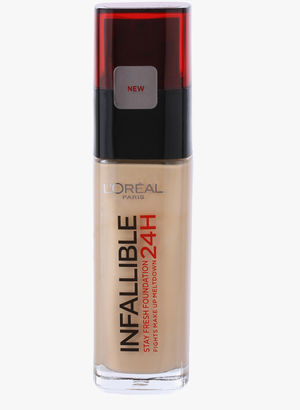 NEW
L'ORÉAL
PARIS
INFALLIBLE
24H
STAY FRESH FOUNDATION
FIGHTS MAKE UP MELTDOWN